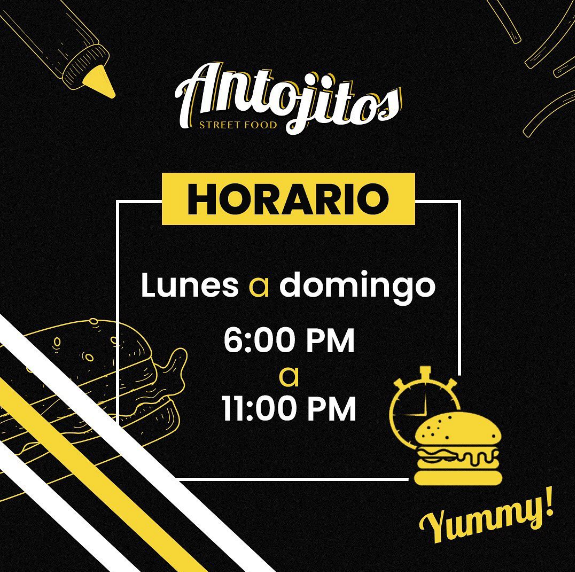 Antojitos
STREET FOOD
HORARIO
Lunes a domingo
6:00 PM
a
11:00 PM
Yummy!